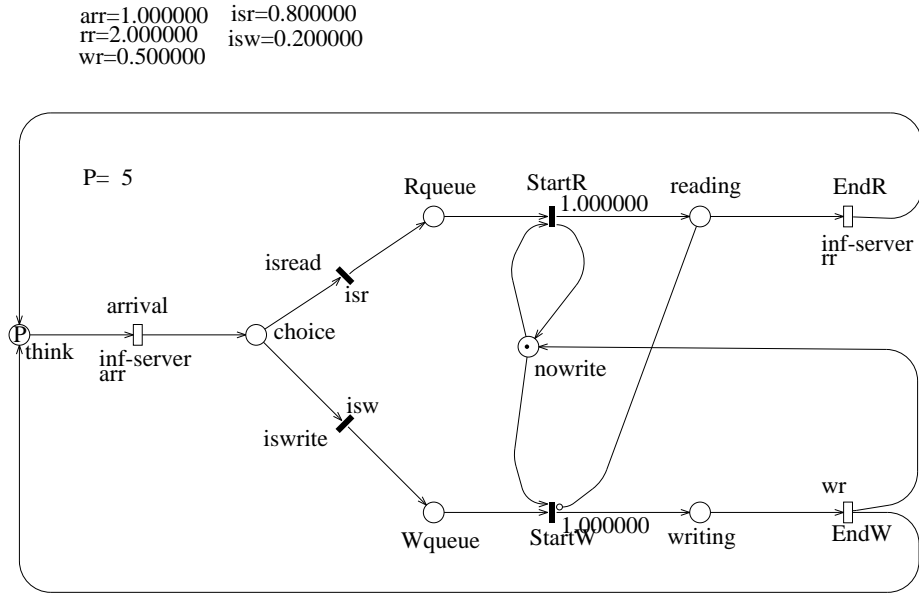 arr=1.000000 isr=0.800000
rr=2.000000 isw=0.200000
wr=0.500000
P= 5
Rqueue
StartR
1.000000
reading
EndR
inf-server
rr
isread
isr
arrival
P
think
inf-server
arr
choice
nowrite
isw
iswrite
wr
Wqueue
StartW
1.000000
writing
EndW